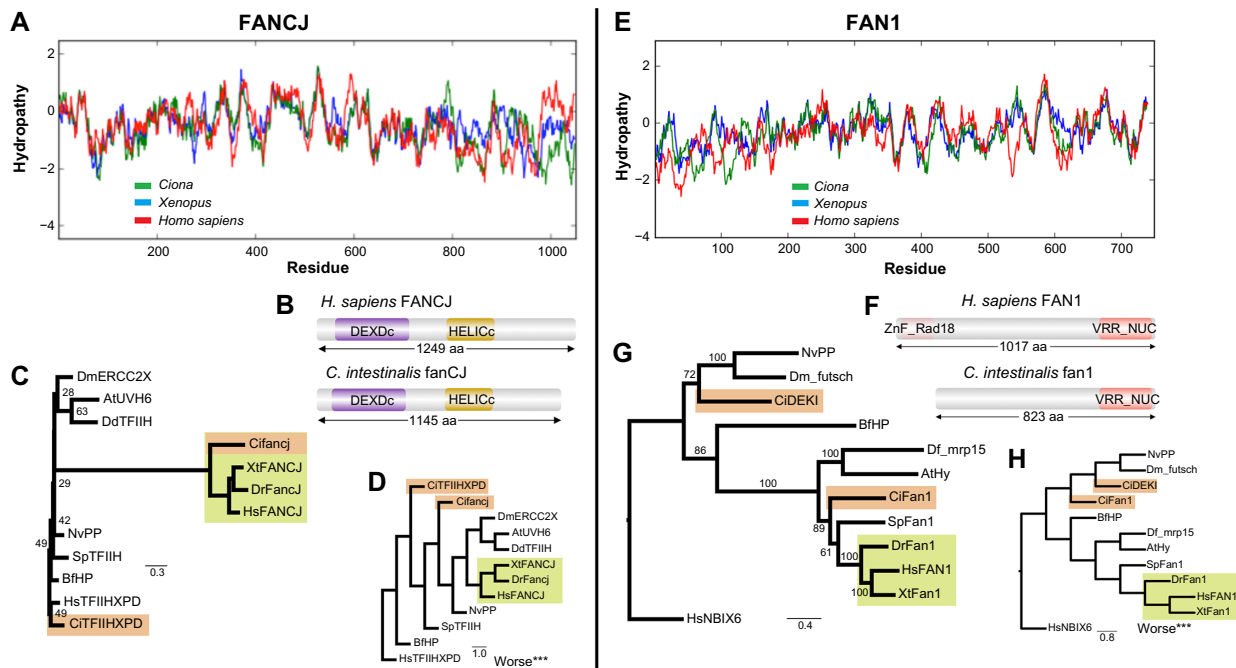 A
FANCJ
Hydropathy
2
0
−2
−4
Ciona
Xenopus
Homo sapiens
200
400
600
800
1000
Residue
B
H. sapiens FANCJ
DEXDc
HELICc
1249 aa
C. intestinalis fanCJ
DEXDc
HELICc
1145 aa
C
DmERCC2X
28
AtUVH6
63
DdTFIIH
Cifancj
XtFANCJ
DrFancJ
HsFANCJ
29
42
NvPP
49
SpTFIIH
0.3
BfHP
HsTFIIHXPD
49
CiTFIIHXPD
D
CiTFIIHXPD
Cifancj
DmERCC2X
AtUVH6
DdTFIIH
XtFANCJ
DrFancj
HsFANCJ
NvPP
SpTFIIH
BfHP
HsTFIIHXPD
1.0
Worse***
E
FAN1
Hydropathy
2
0
−2
−4
Ciona
Xenopus
Homo sapiens
100
200
300
400
500
600
700
Residue
F
H. sapiens FAN1
ZnF_Rad18
VRR_NUC
1017 aa
C. intestinalis fan1
VRR_NUC
823 aa
G
NvPP
100
Dm_futsch
72
CiDEKI
BfHP
86
Df_mrp15
100
AtHy
100
CiFan1
89
SpFan1
61
DrFan1
100
HsFAN1
100
XtFan1
HsNBIX6
0.4
H
NvPP
Dm_futsch
CiDEKI
CiFan1
BfHP
Df_mrp15
AtHy
SpFan1
DrFan1
HsFAN1
XtFan1
HsNBIX6
0.8
Worse***